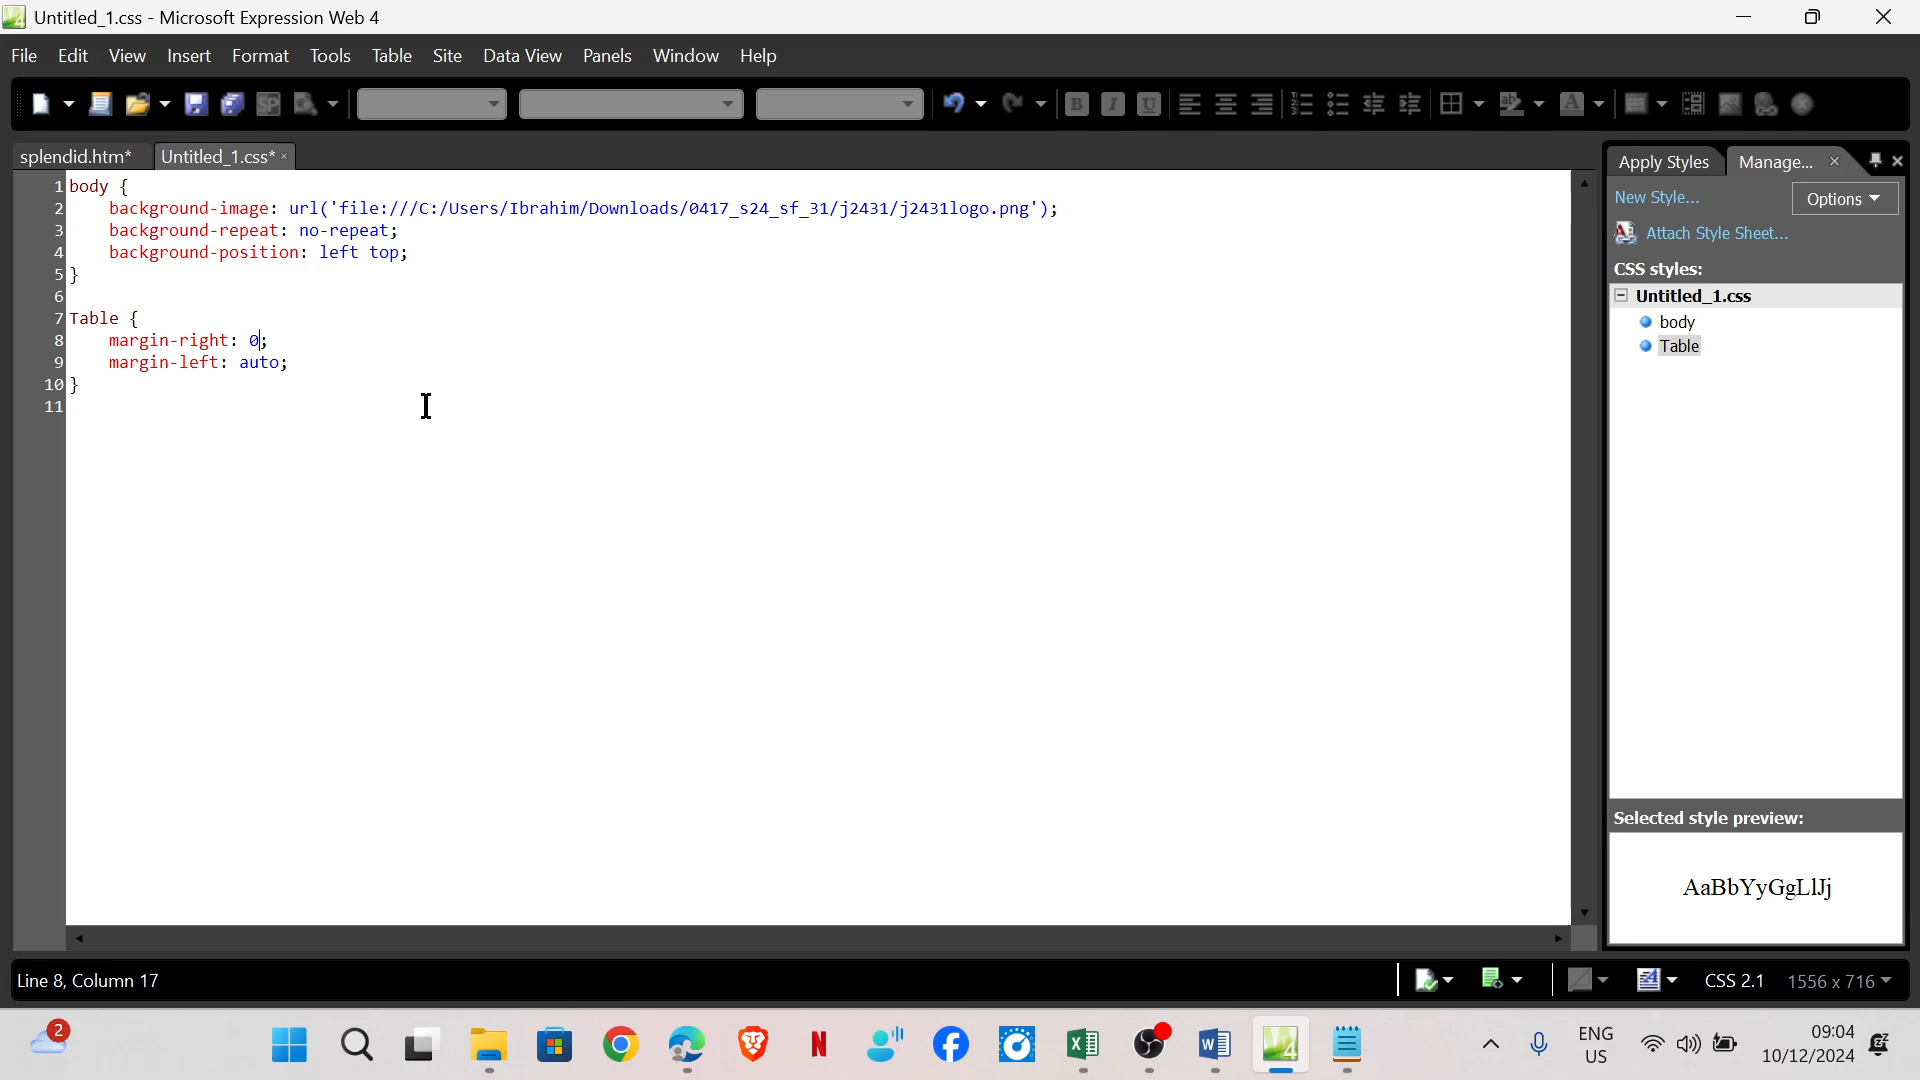 Untitled_1.css - Microsoft Expression Web 4
File Edit View Insert Format Tools Table Site Data View Panels Window Help
splendid.htm* Untitled_1.css*
1 body {
2 background-image: url('file:///C:/Users/Ibrahim/Downloads/0417_s24_sf_31/j2431/j2431logo.png');
3 background-repeat: no-repeat;
4 background-position: left top;
5 }
6
7 Table {
8 margin-right: 0;
9 margin-left: auto;
10 }
11
Apply Styles Manage...
New Style... Options
Attach Style Sheet...
CSS styles:
Untitled_1.css
body
Table
Selected style preview:
AaBbYyGgLlJj
Line 8, Column 17
CSS 2.1 1556 x 716
2
ENG
US
09:04
10/12/2024